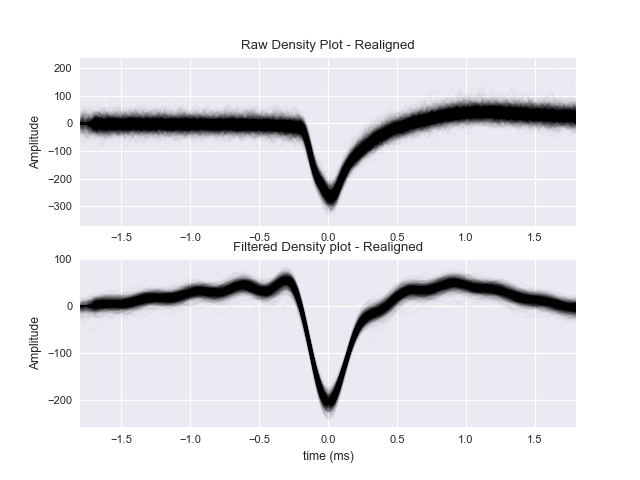 Raw Density Plot - Realigned
200
100
0
−100
−200
−300
Amplitude
−1.5 −1.0 −0.5 0.0 0.5 1.0 1.5
Filtered Density plot - Realigned
100
0
−100
−200
Amplitude
−1.5 −1.0 −0.5 0.0 0.5 1.0 1.5
time (ms)